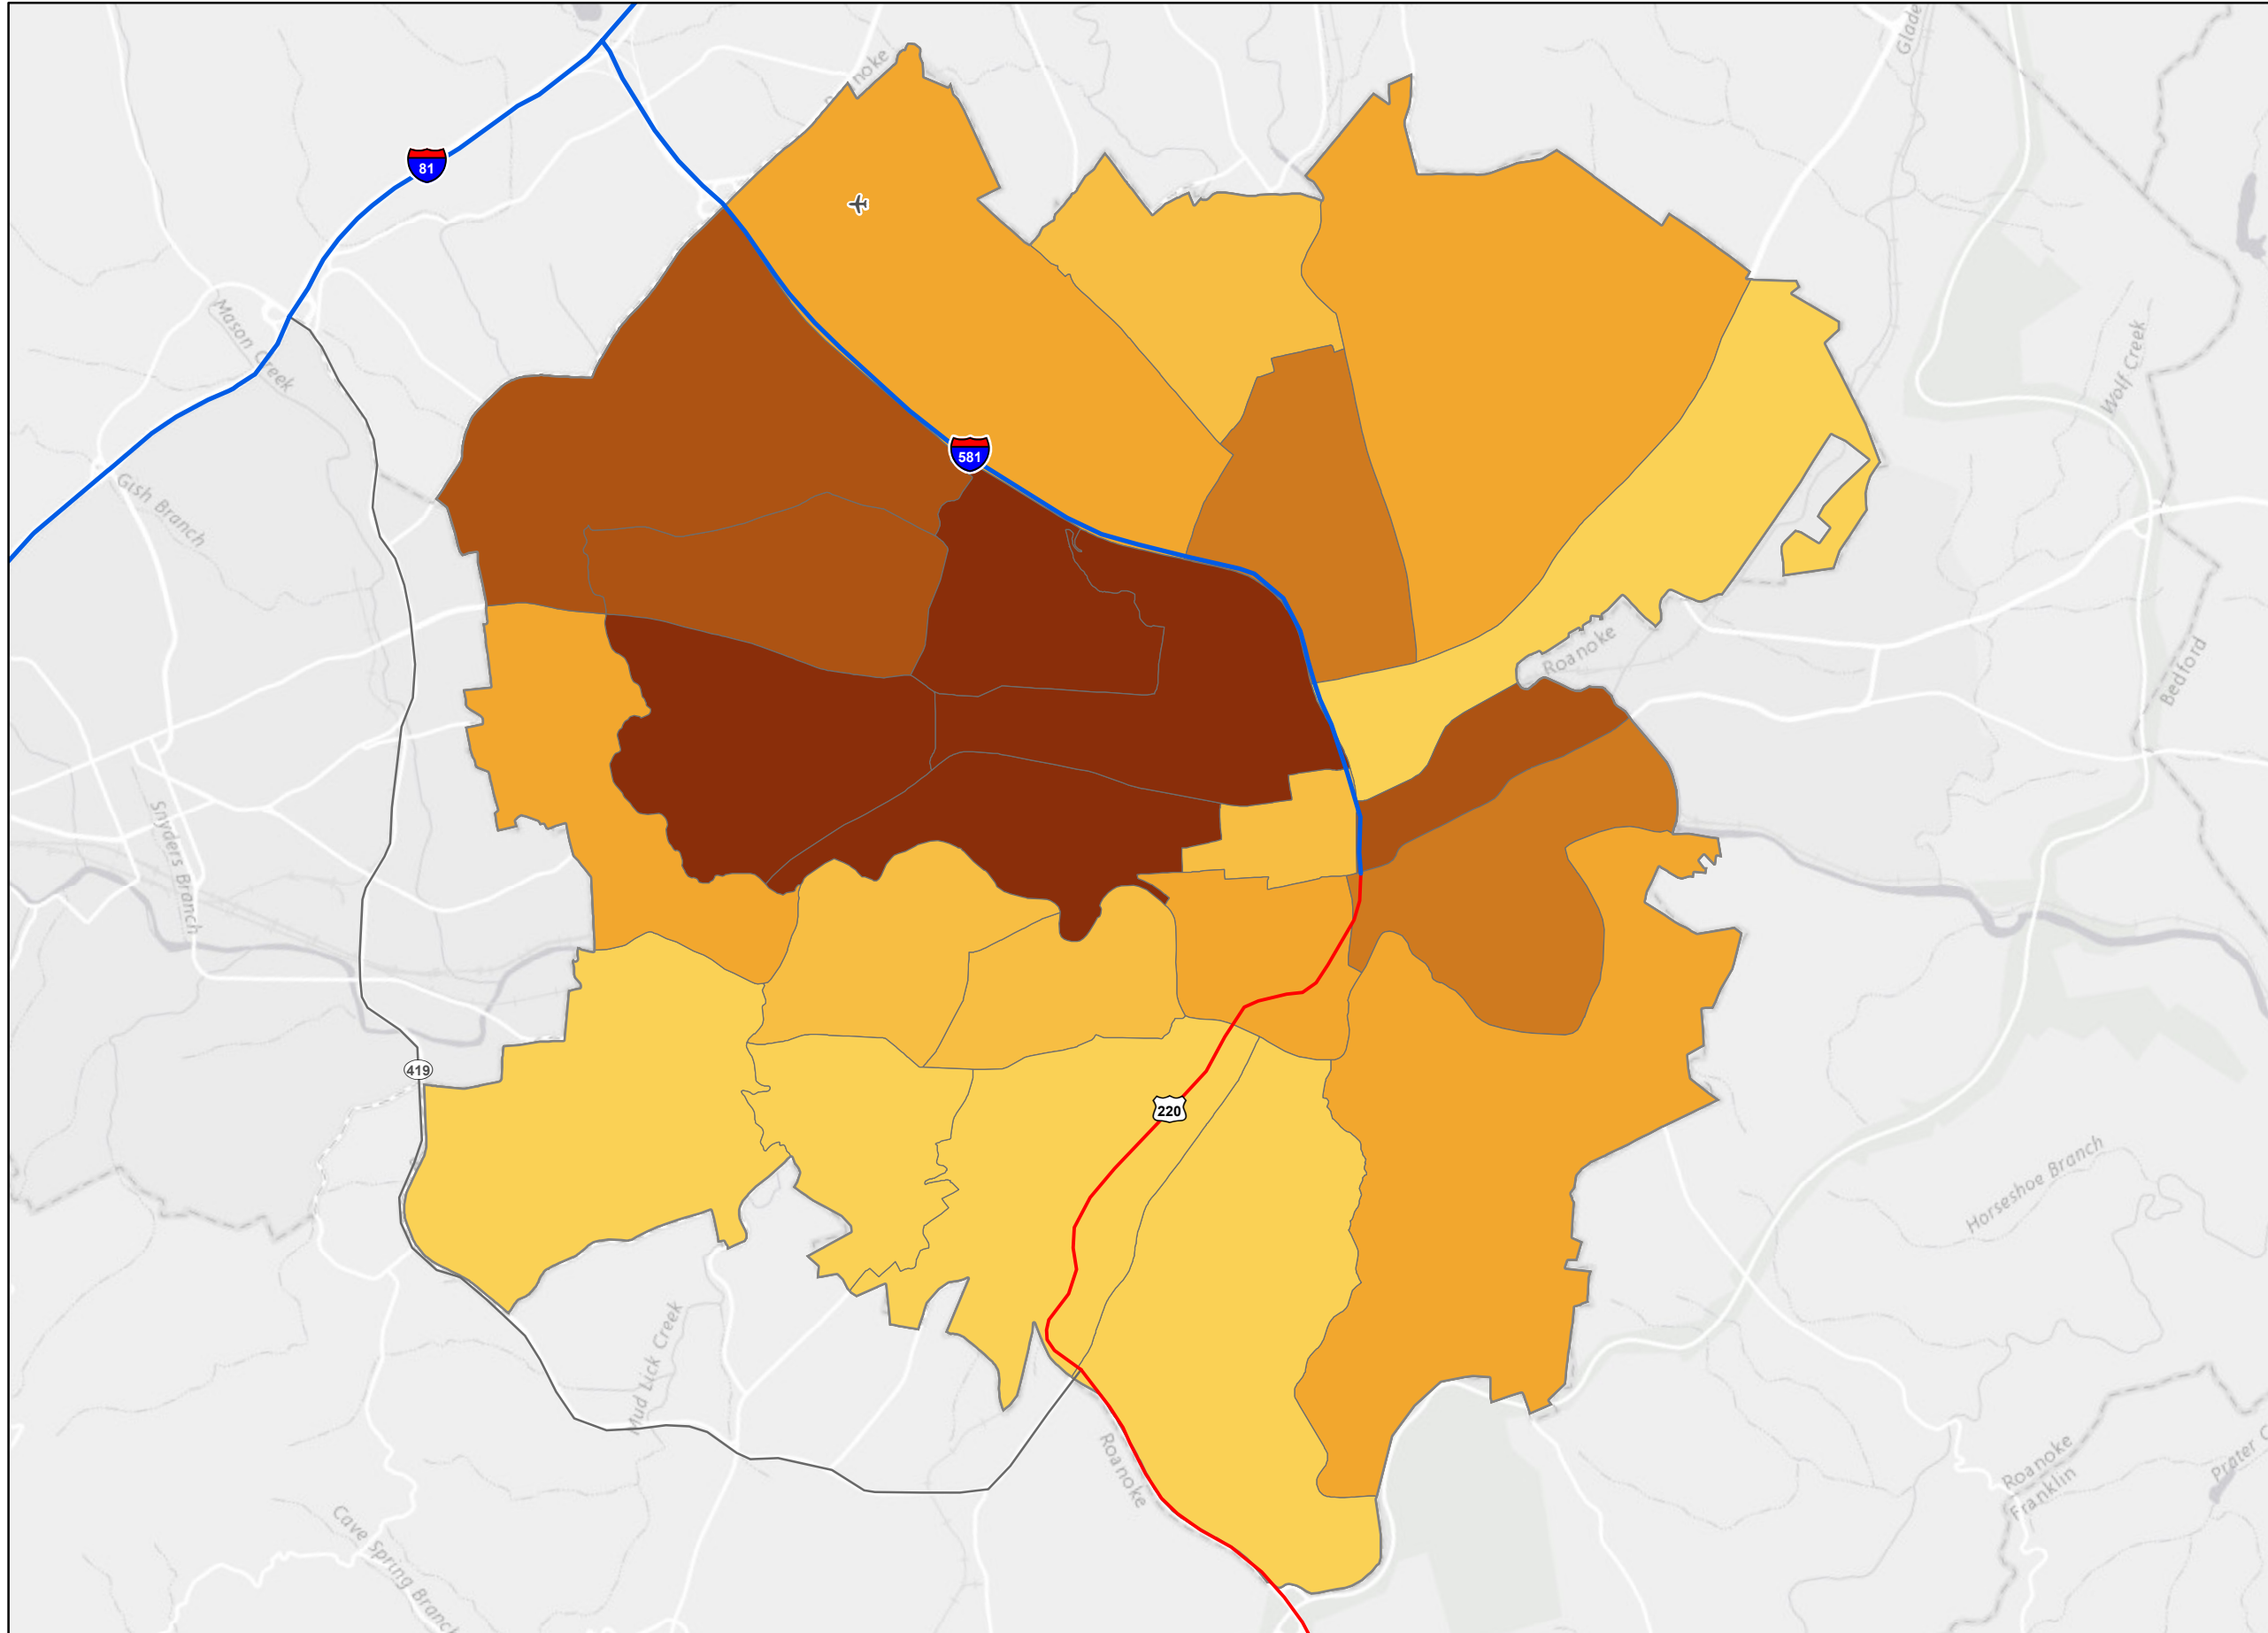 Glade
noke
81
Mason Creek
Wolf Creek
581
Gish Branch
Roanoke
Bedford
Snyders Branch
419
220
Horseshoe Branch
Mud Lick Creek
Roanoke
Roanoke
Franklin
Prater C
Cave Spring Branch